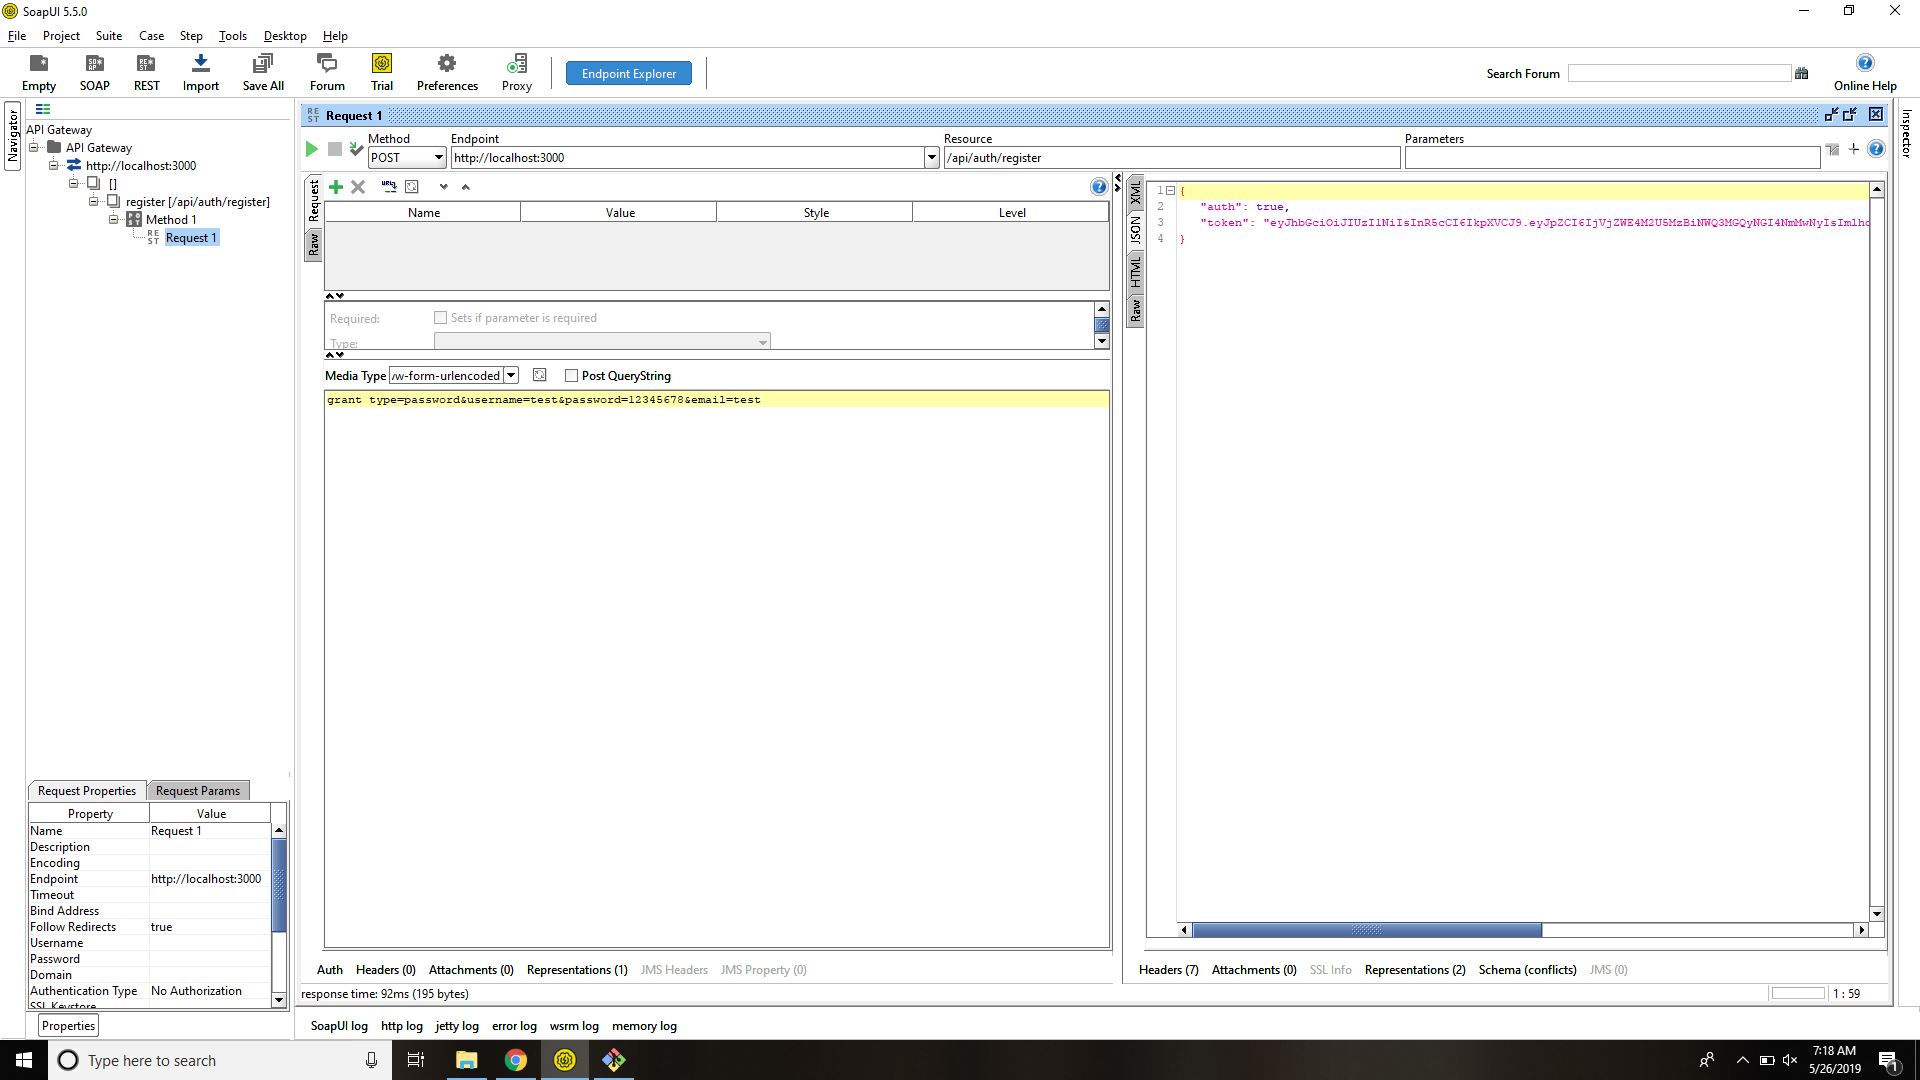 SoapUI 5.5.0
File Project Suite Case Step Tools Desktop Help
Empty SOAP REST Import Save All Forum Trial Preferences Proxy Endpoint Explorer Search Forum Online Help
Navigator
API Gateway
API Gateway
http://localhost:3000
[]
register [/api/auth/register]
Method 1
Request 1
Request Properties Request Params
Property Value
Name Request 1
Description
Encoding
Endpoint http://localhost:3000
Timeout
Bind Address
Follow Redirects true
Username
Password
Domain
Authentication Type No Authorization
SSL Keystore
Properties
Request 1
Method Endpoint Resource Parameters
POST http://localhost:3000 /api/auth/register
Request
Raw
Name Value Style Level
Required: Sets if parameter is required
Type:
Media Type /w-form-urlencoded Post QueryString
grant type=password&username=test&password=12345678&email=test
Auth Headers (0) Attachments (0) Representations (1) JMS Headers JMS Property (0)
response time: 92ms (195 bytes)
XML
JSON
HTML
Raw
1 {
2 "auth": true,
3 "token":
4 }
Headers (7) Attachments (0) SSL Info Representations (2) Schema (conflicts) JMS (0)
1 : 59
Inspector
SoapUI log http log jetty log error log wsrm log memory log
Type here to search
7:18 AM
5/26/2019
1